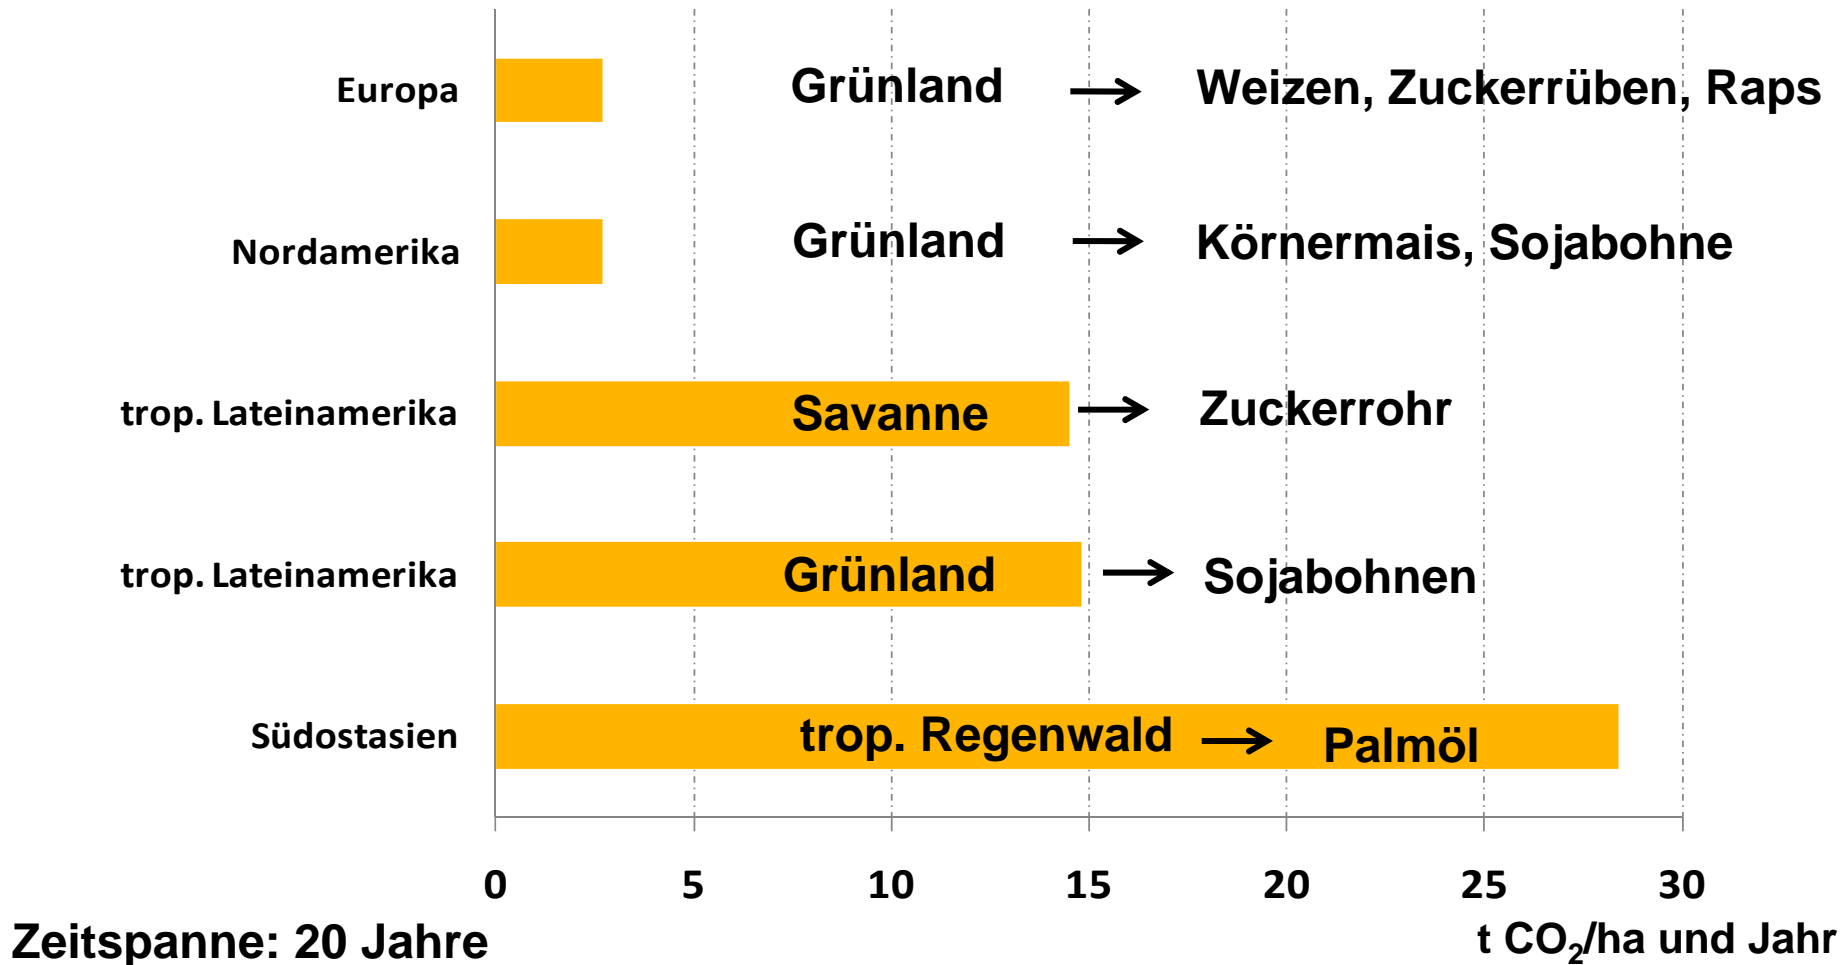 Europa Grünland → Weizen, Zuckerrüben, Raps
Nordamerika Grünland → Körnermais, Sojabohne
trop. Lateinamerika Savanne → Zuckerrohr
trop. Lateinamerika Grünland → Sojabohnen
Südostasien trop. Regenwald → Palmöl
0 5 10 15 20 25 30
Zeitspanne: 20 Jahre t CO₂/ha und Jahr